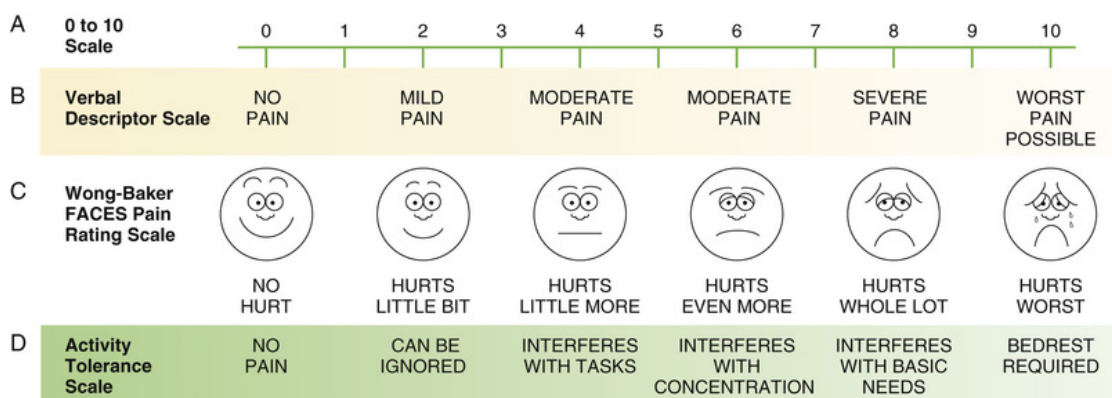 A 0 to 10 Scale 0 1 2 3 4 5 6 7 8 9 10
B Verbal Descriptor Scale
NO PAIN
MILD PAIN
MODERATE PAIN
MODERATE PAIN
SEVERE PAIN
WORST PAIN POSSIBLE
C Wong-Baker FACES Pain Rating Scale
NO HURT
HURTS LITTLE BIT
HURTS LITTLE MORE
HURTS EVEN MORE
HURTS WHOLE LOT
HURTS WORST
D Activity Tolerance Scale
NO PAIN
CAN BE IGNORED
INTERFERES WITH TASKS
INTERFERES WITH CONCENTRATION
INTERFERES WITH BASIC NEEDS
BEDREST REQUIRED